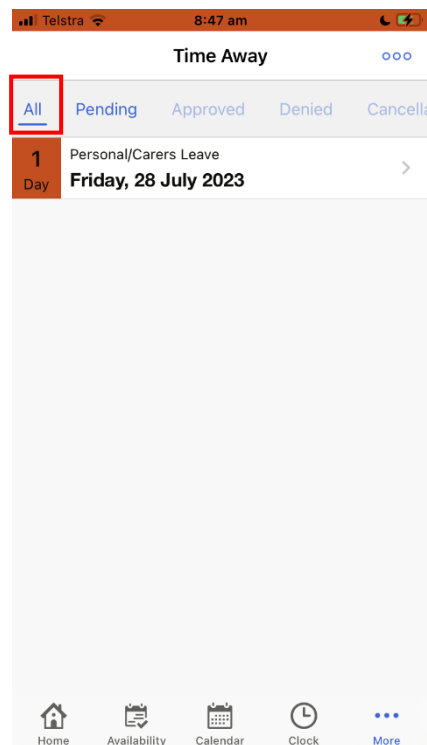 Telstra 8:47 am
Time Away
All Pending Approved Denied Cancella
1 Personal/Carers Leave
Day Friday, 28 July 2023
Home Availability Calendar Clock More